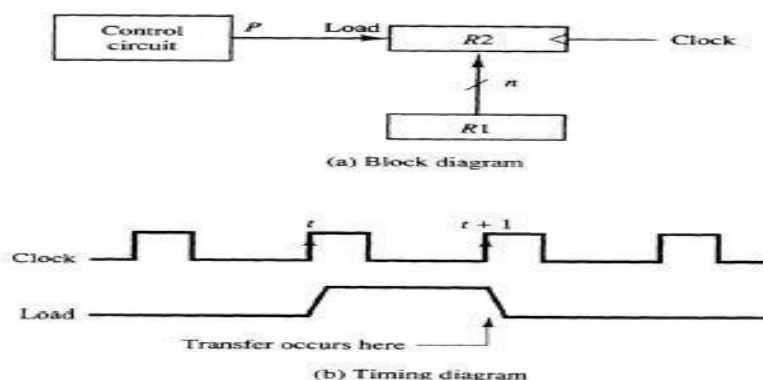 Control
circuit
P
Load
R2
Clock
n
R1
(a) Block diagram
t
t + 1
Clock
Load
Transfer occurs here
(b) Timing diagram